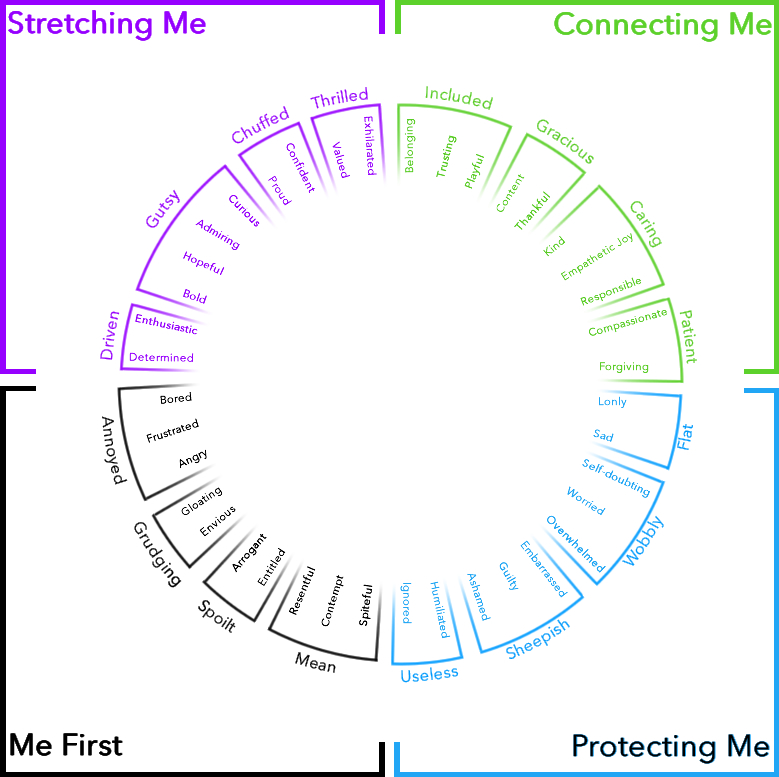 Stretching Me
Connecting Me
Thrilled
Exhilarated
Valued
Chuffed
Confident
Proud
Gutsy
Curious
Admiring
Hopeful
Bold
Driven
Enthusiastic
Determined
Included
Belonging
Trusting
Playful
Gracious
Content
Thankful
Caring
Kind
Empathetic Joy
Responsible
Patient
Compassionate
Forgiving
Annoyed
Bored
Frustrated
Angry
Grudging
Gloating
Envious
Spoilt
Arrogant
Entitled
Mean
Resentful
Contempt
Spiteful
Flat
Lonly
Sad
Wobbly
Self-doubting
Worried
Overwhelmed
Sheepish
Embarrassed
Guilty
Ashamed
Useless
Humiliated
Ignored
Me First
Protecting Me